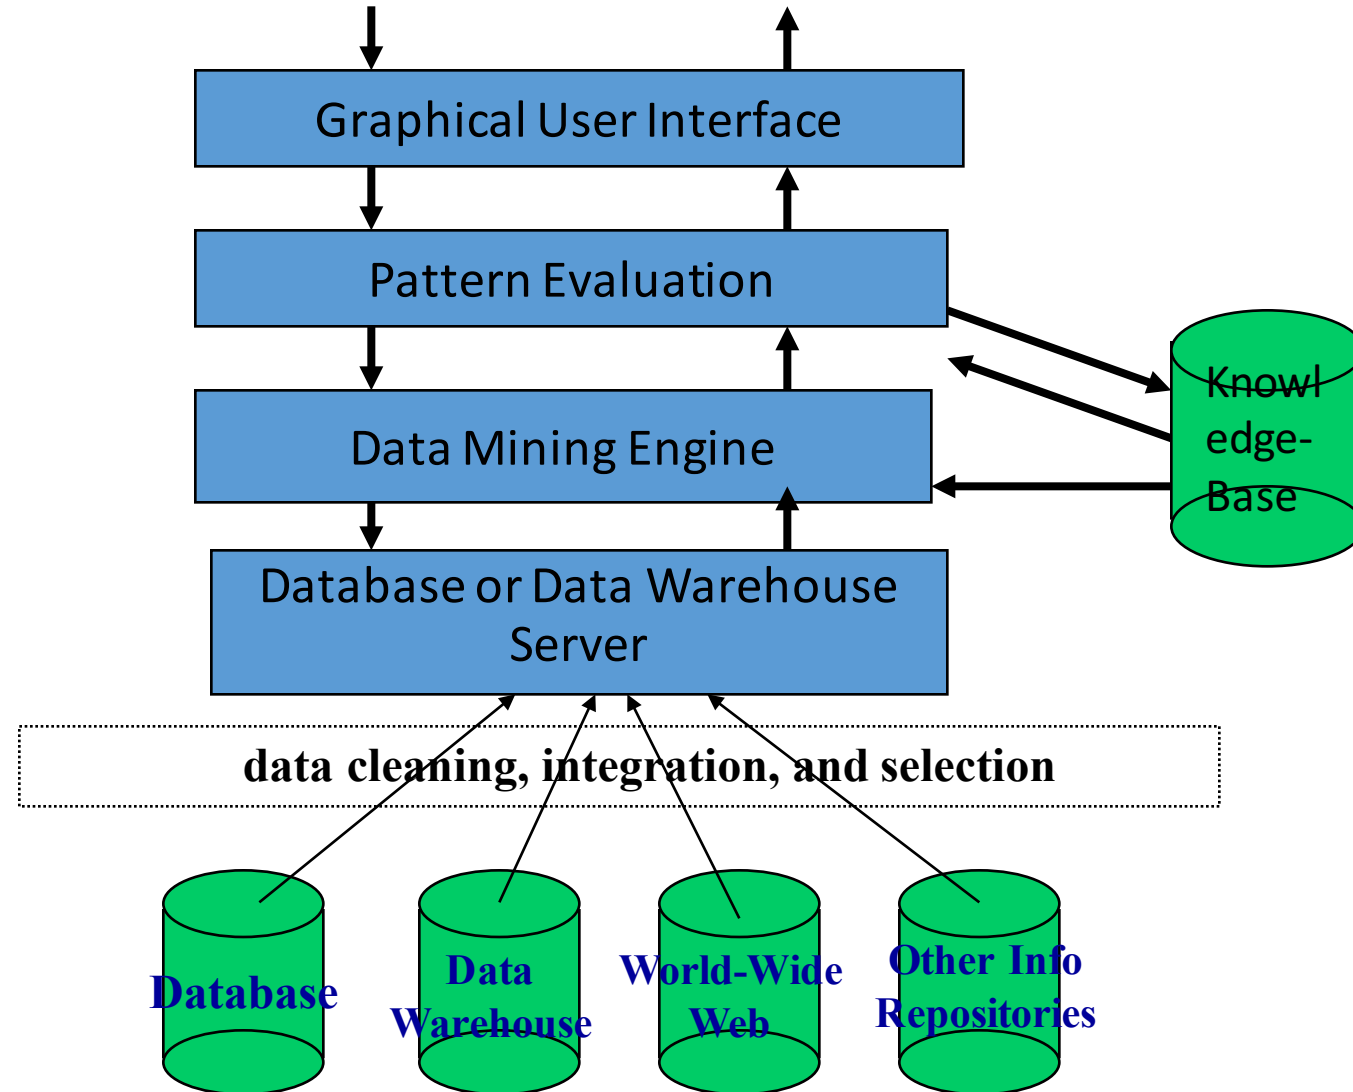 Graphical User Interface
Pattern Evaluation
Data Mining Engine
Knowl
edge-
Base
Database or Data Warehouse
Server
data cleaning, integration, and selection
Database
Data
Warehouse
World-Wide
Web
Other Info
Repositories